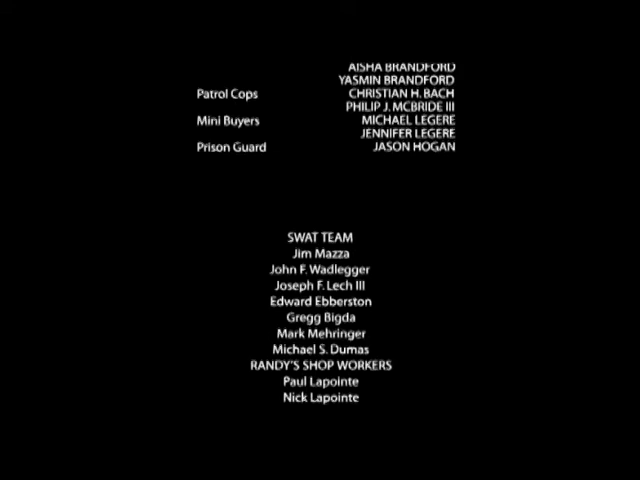 AISHA BRANDFORD
YASMIN BRANDFORD
Patrol Cops CHRISTIAN H. BACH
PHILIP J. MCBRIDE III
Mini Buyers MICHAEL LEGERE
JENNIFER LEGERE
Prison Guard JASON HOGAN
SWAT TEAM
Jim Mazza
John F. Wadlegger
Joseph F. Lech III
Edward Ebberston
Gregg Bigda
Mark Mehringer
Michael S. Dumas
RANDY'S SHOP WORKERS
Paul Lapointe
Nick Lapointe